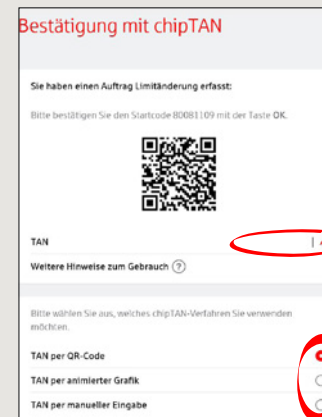 Bestätigung mit chipTAN
Sie haben einen Auftrag Limitänderung erfasst:
Bitte bestätigen Sie den Startcode 80081109 mit der Taste OK.
TAN
Weitere Hinweise zum Gebrauch ?
Bitte wählen Sie aus, welches chipTAN-Verfahren Sie verwenden
möchten.
TAN per QR-Code
TAN per animierter Grafik
TAN per manueller Eingabe